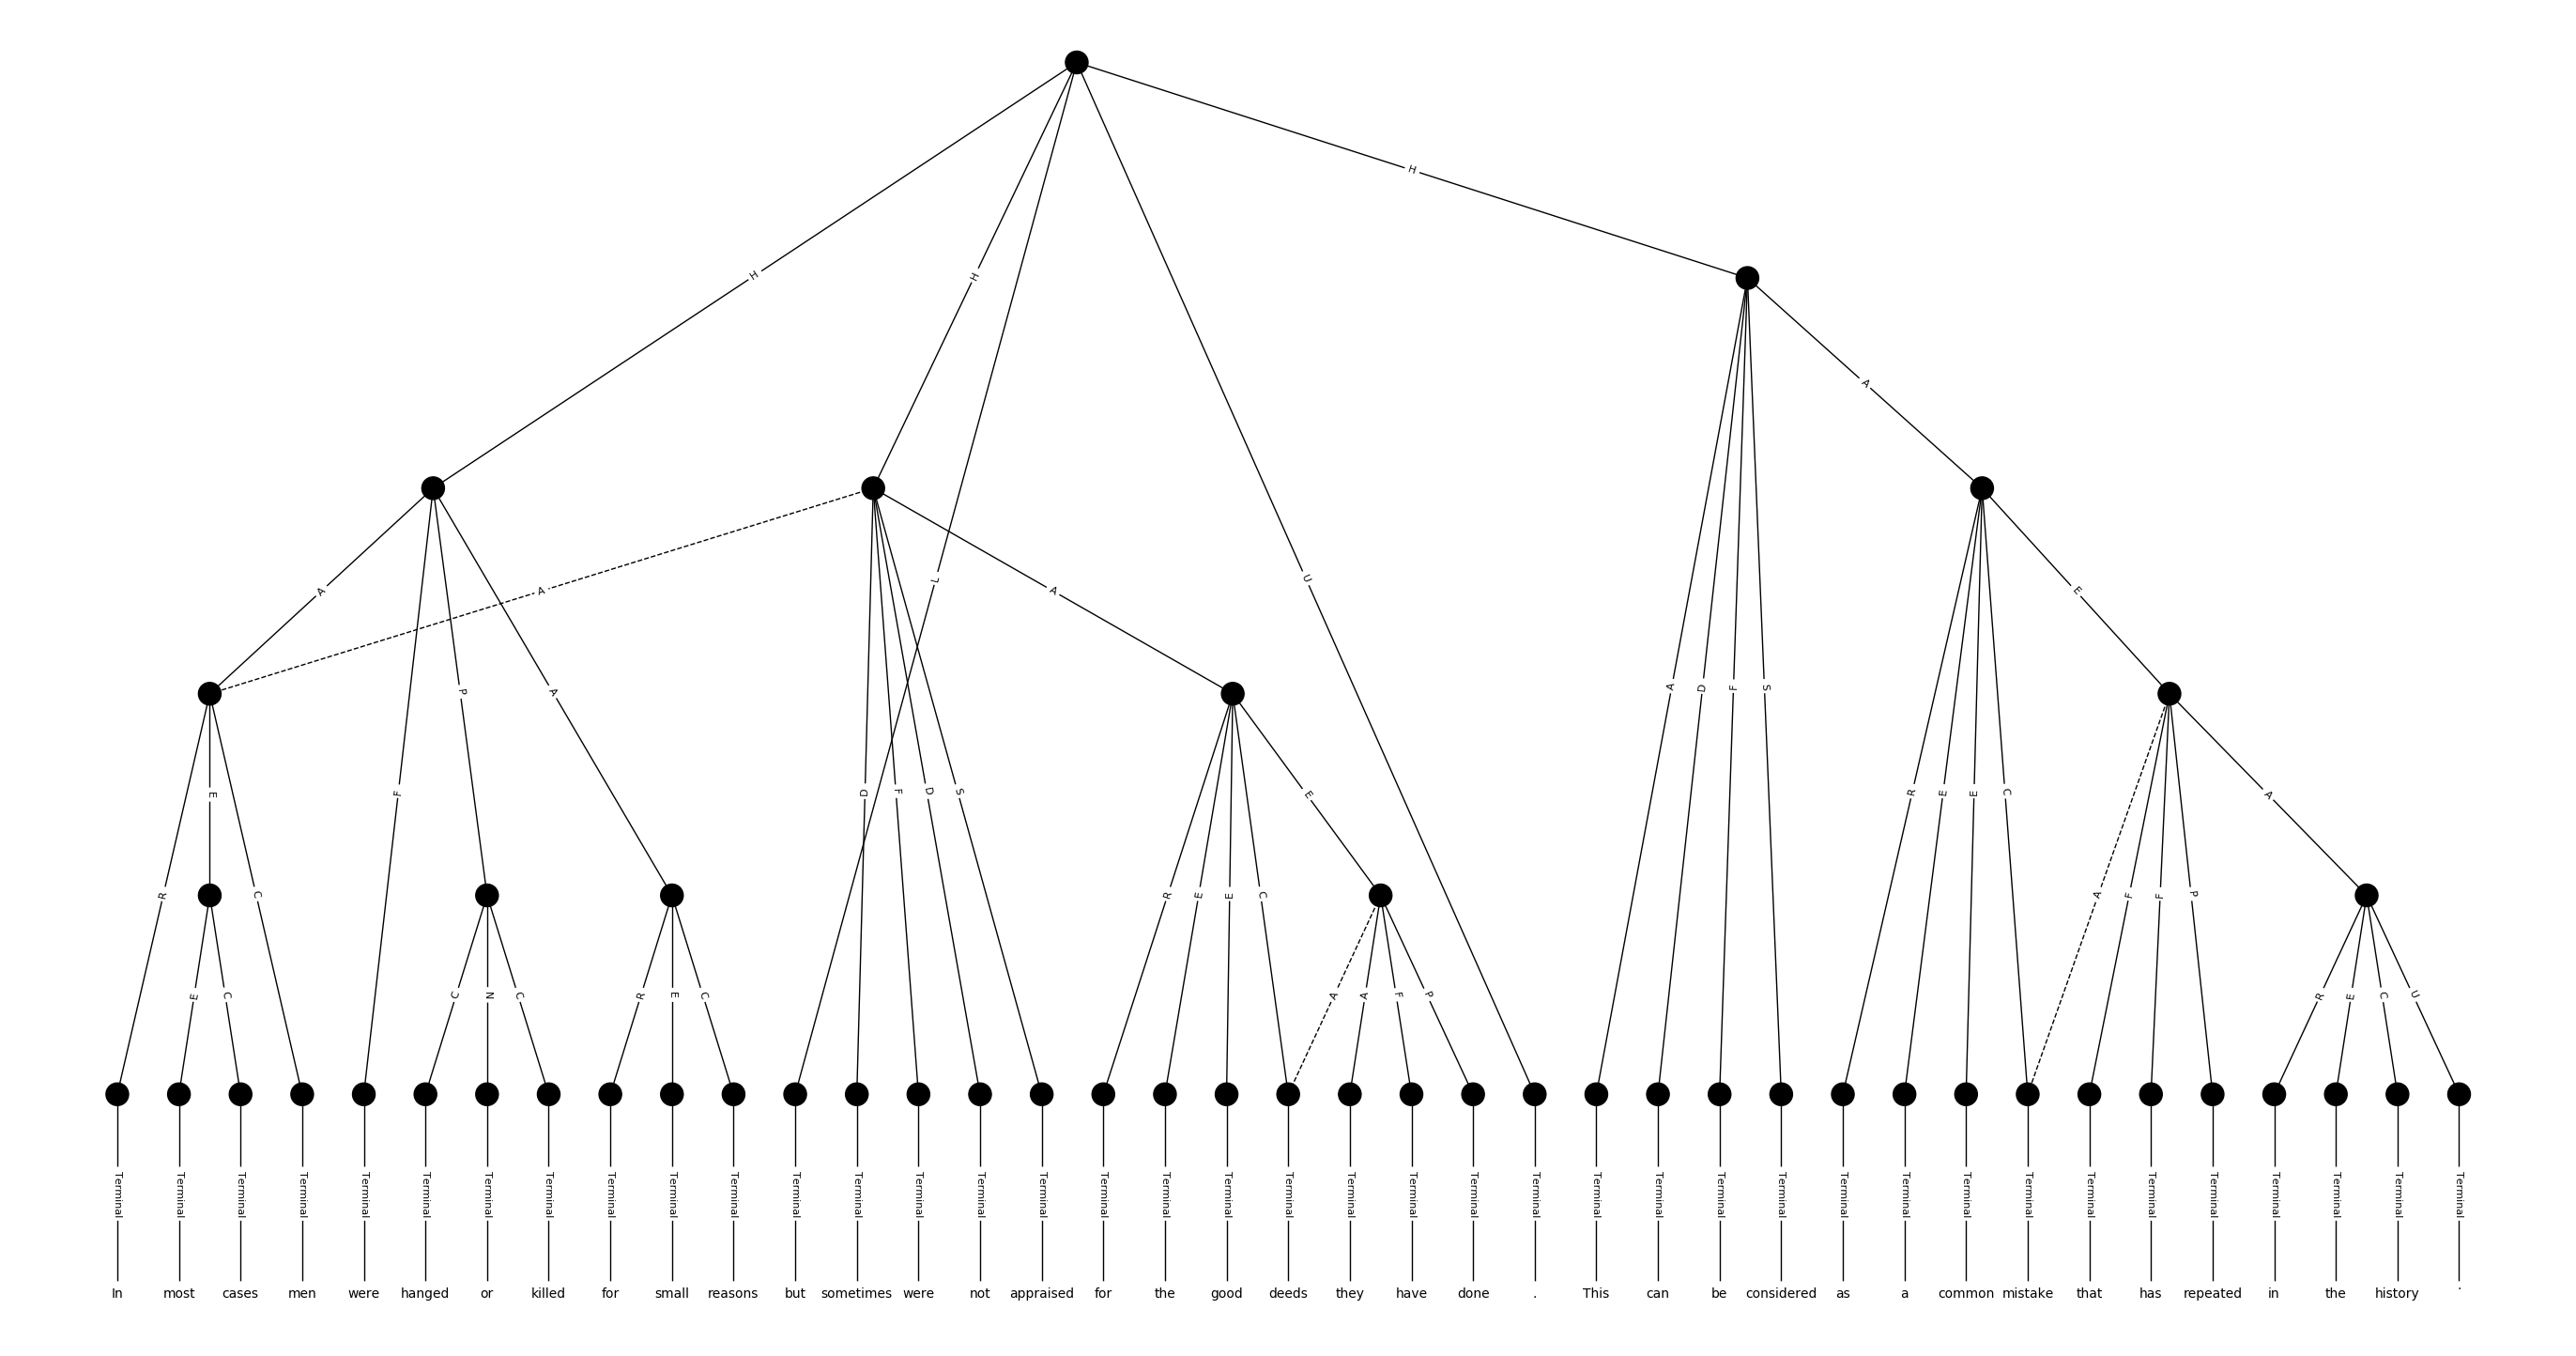 H
H
H
A
L
U
A
A
A
E
F
P
A
A
D
F
S
R
E
C
D
F
D
S
E
R
E
E
C
A
R
E
E
C
A
F
F
P
E
C
C
N
C
R
E
C
A
A
F
P
R
E
C
U
Terminal Terminal Terminal Terminal Terminal Terminal Terminal Terminal Terminal Terminal Terminal Terminal Terminal Terminal Terminal Terminal Terminal Terminal Terminal Terminal Terminal Terminal Terminal Terminal Terminal Terminal Terminal Terminal Terminal Terminal Terminal Terminal Terminal Terminal Terminal Terminal Terminal Terminal Terminal
In most cases men were hanged or killed for small reasons but sometimes were not appraised for the good deeds they have done . This can be considered as a common mistake that has repeated in the history .